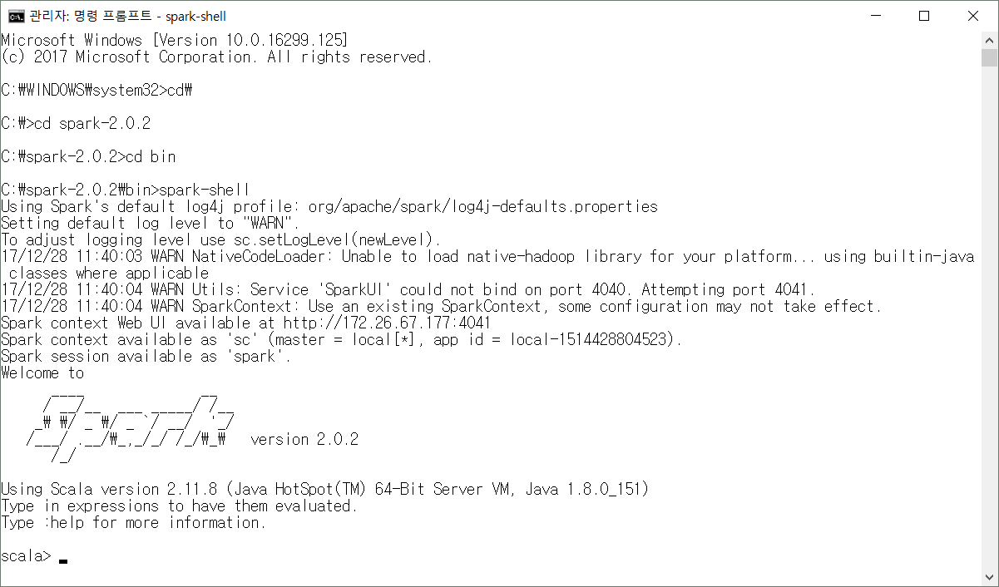 관리자: 명령 프롬프트 - spark-shell
Microsoft Windows [Version 10.0.16299.125]
(c) 2017 Microsoft Corporation. All rights reserved.
C:₩WINDOWS₩system32>cd₩
C:₩>cd spark-2.0.2
C:₩spark-2.0.2>cd bin
C:₩spark-2.0.2₩bin>spark-shell
Using Spark's default log4j profile: org/apache/spark/log4j-defaults.properties
Setting default log level to "WARN".
To adjust logging level use sc.setLogLevel(newLevel).
17/12/28 11:40:03 WARN NativeCodeLoader: Unable to load native-hadoop library for your platform... using builtin-java
 classes where applicable
17/12/28 11:40:04 WARN Utils: Service 'SparkUI' could not bind on port 4040. Attempting port 4041.
17/12/28 11:40:04 WARN SparkContext: Use an existing SparkContext, some configuration may not take effect.
Spark context Web UI available at http://172.26.67.177:4041
Spark context available as 'sc' (master = local[*], app id = local-1514428804523).
Spark session available as 'spark'.
Welcome to
      ____              __
     / __/__  ___ _____/ /__
    _₩ ₩/ _ ₩/ _ `/ __/  '_/
   /___/ .__/₩_,_/_/ /_/₩_₩   version 2.0.2
      /_/
Using Scala version 2.11.8 (Java HotSpot(TM) 64-Bit Server VM, Java 1.8.0_151)
Type in expressions to have them evaluated.
Type :help for more information.
scala>